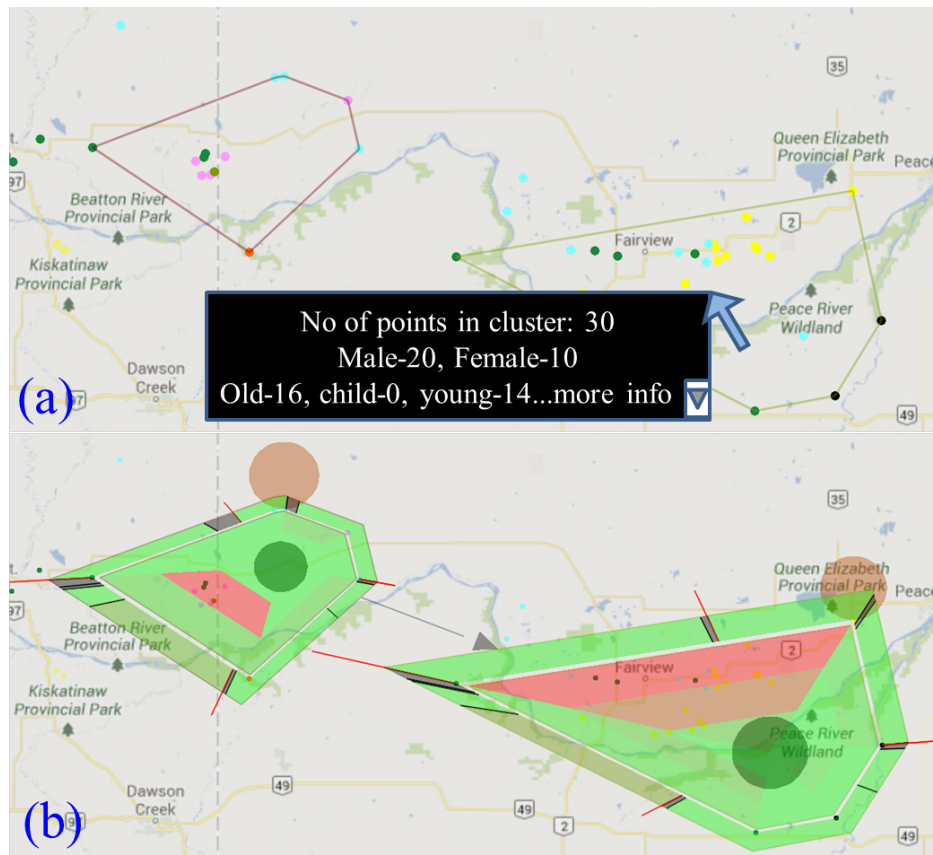 35
Queen Elizabeth
Provincial Park
Peace
t.
97
Beatton River
Provincial Park
2
Fairview
Kiskatinaw
Provincial Park
Peace River
Wildland
No of points in cluster: 30
Male-20, Female-10
Old-16, child-0, young-14...more info
Dawson
Creek
97
49
(a)
35
Queen Elizabeth
Provincial Park
Peace
97
Beatton River
Provincial Park
2
Fairview
Kiskatinaw
Provincial Park
Peace River
Wildland
49
Dawson
Creek
49
2
49
(b)